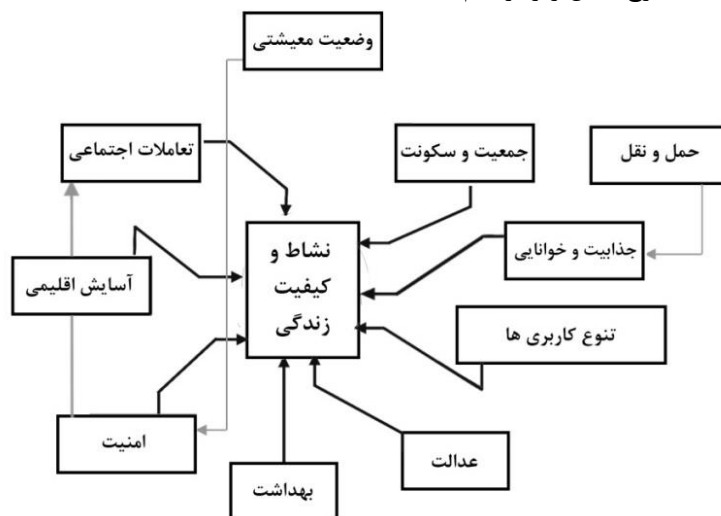 وضعیت معیشتی
تعاملات اجتماعی
جمعیت و سکونت
حمل و نقل
نشاط و
کیفیت
زندگی
جذابیت و خوانایی
آسایش اقلیمی
تنوع کاربری ها
امنیت
عدالت
بهداشت